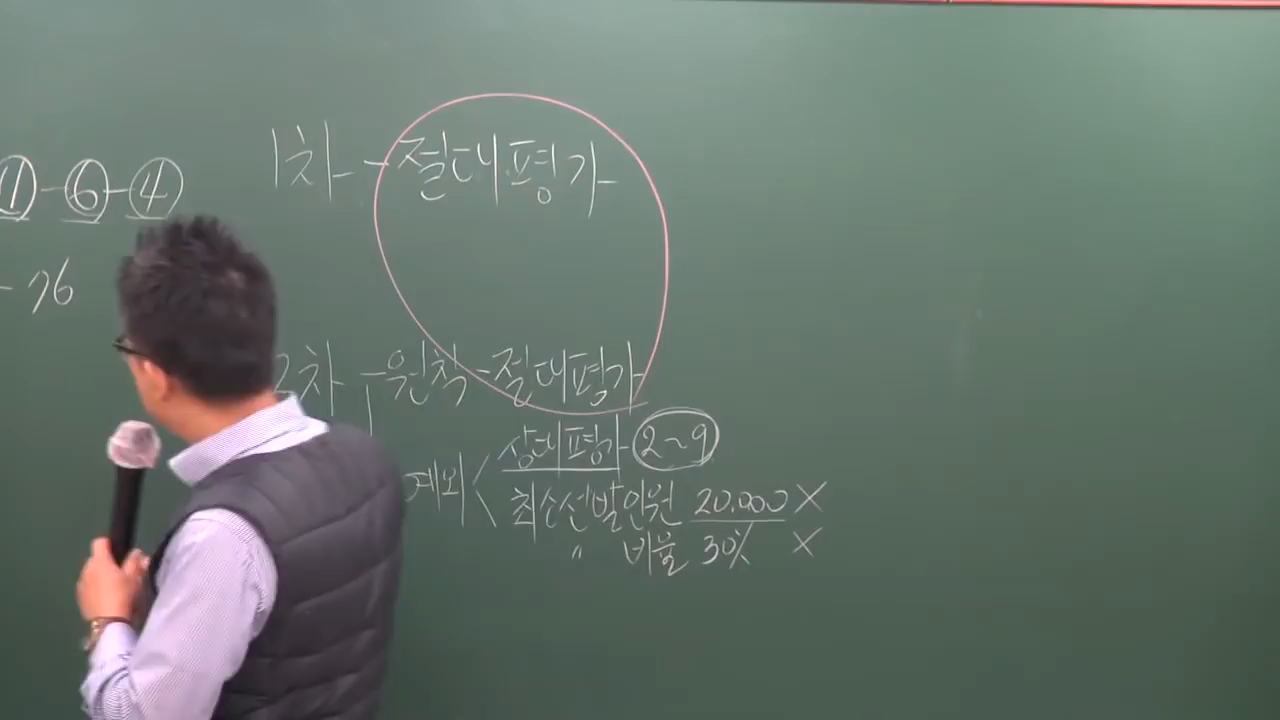 1차 - 절대평가
①-⑥-④
- 76
2차 - 원칙 - 절대평가
예외 < 상대평가 - 2~9
최소선발인원 20.000 X
〃 비율 30% X